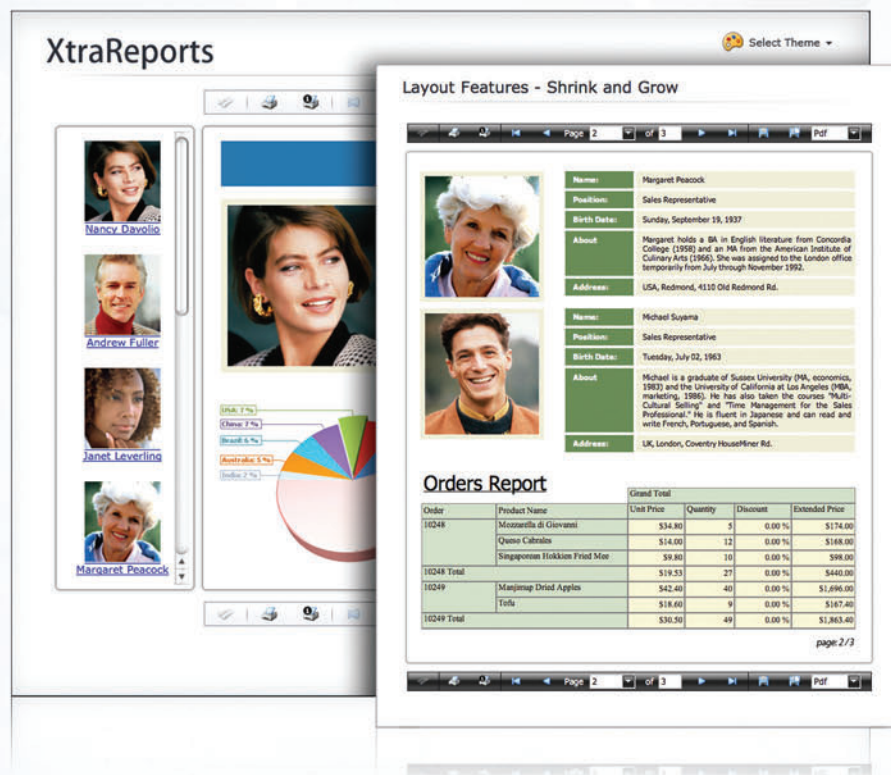 XtraReports
Select Theme
Nancy Davolio
Andrew Fuller
Janet Leverling
Margaret Peacock
USA: 7 %
China: 7 %
Brazil: 6 %
Australia: 5 %
India: 2 %
Layout Features - Shrink and Grow
Page 2 of 3 Pdf
Name: Margaret Peacock
Position: Sales Representative
Birth Date: Sunday, September 19, 1937
About Margaret holds a BA in English literature from Concordia
College (1958) and an MA from the American Institute of
Culinary Arts (1966). She was assigned to the London office
temporarily from July through November 1992.
Address: USA, Redmond, 4110 Old Redmond Rd.
Name: Michael Suyama
Position: Sales Representative
Birth Date: Tuesday, July 02, 1963
About Michael is a graduate of Sussex University (MA, economics,
1983) and the University of California at Los Angeles (MBA,
marketing, 1986). He has also taken the courses "Multi-
Cultural Selling" and "Time Management for the Sales
Professional." He is fluent in Japanese and can read and
write French, Portuguese, and Spanish.
Address: UK, London, Coventry HouseMiner Rd.
Orders Report
Grand Total
Order Product Name Unit Price Quantity Discount Extended Price
10248 Mozzarella di Giovanni $34.80 5 0.00 % $174.00
Queso Cabrales $14.00 12 0.00 % $168.00
Singaporean Hokkien Fried Mee $9.80 10 0.00 % $98.00
10248 Total $19.53 27 0.00 % $440.00
10249 Manjimup Dried Apples $42.40 40 0.00 % $1,696.00
Tofu $18.60 9 0.00 % $167.40
10249 Total $30.50 49 0.00 % $1,863.40
page: 2/3
Page 2 of 3 Pdf